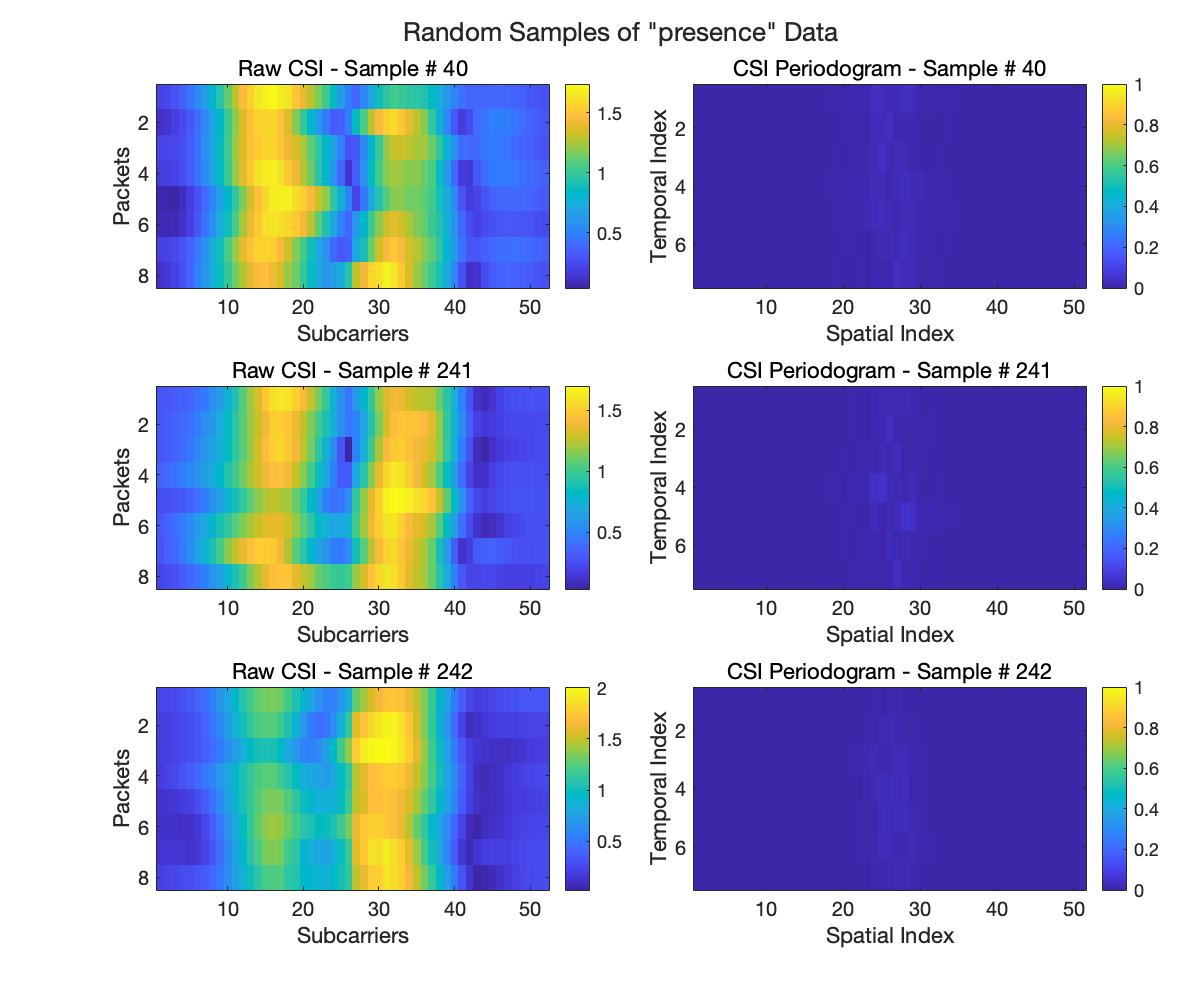 Random Samples of "presence" Data
Raw CSI - Sample # 40
CSI Periodogram - Sample # 40
Packets
2
4
6
8
10 20 30 40 50
Subcarriers
1.5
1
0.5
Temporal Index
2
4
6
10 20 30 40 50
Spatial Index
1
0.8
0.6
0.4
0.2
0
Raw CSI - Sample # 241
CSI Periodogram - Sample # 241
Packets
2
4
6
8
10 20 30 40 50
Subcarriers
1.5
1
0.5
Temporal Index
2
4
6
10 20 30 40 50
Spatial Index
1
0.8
0.6
0.4
0.2
0
Raw CSI - Sample # 242
CSI Periodogram - Sample # 242
Packets
2
4
6
8
10 20 30 40 50
Subcarriers
2
1.5
1
0.5
Temporal Index
2
4
6
10 20 30 40 50
Spatial Index
1
0.8
0.6
0.4
0.2
0